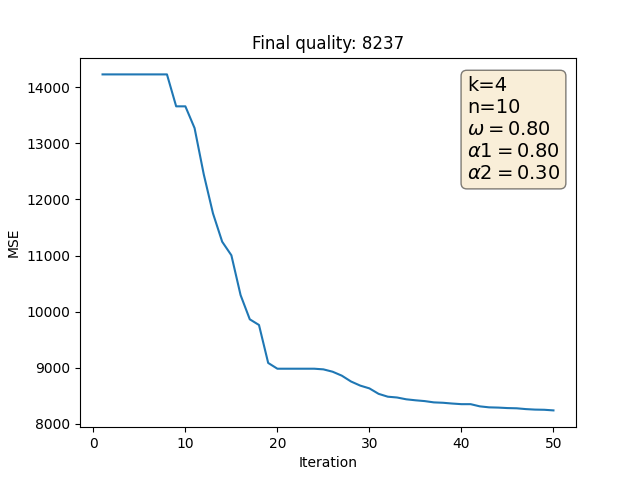 Final quality: 8237
k=4
n=10
ω = 0.80
α1 = 0.80
α2 = 0.30
MSE
14000
13000
12000
11000
10000
9000
8000
0 10 20 30 40 50
Iteration